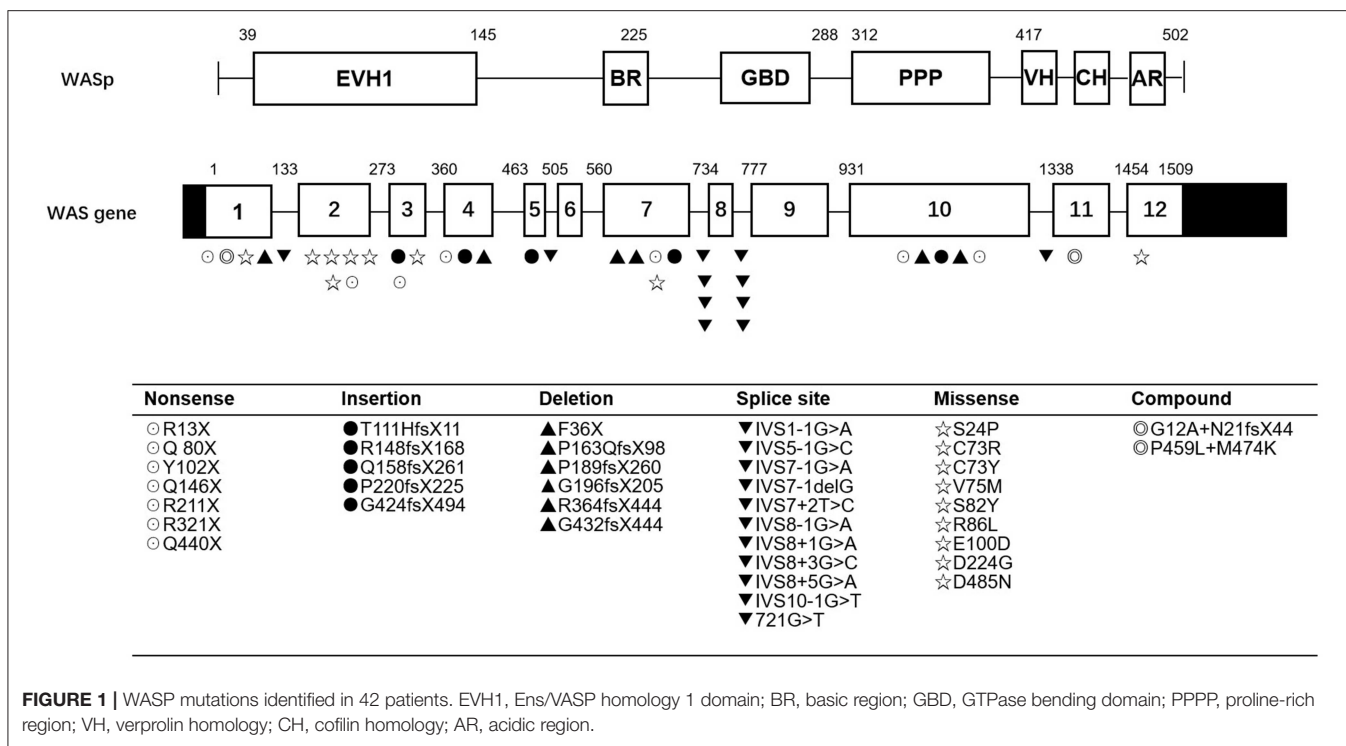 39 145 225 288 312 417 502
WASp EVH1 BR GBD PPP VH CH AR
1 133 273 360 463 505 560 734 777 931 1338 1454 1509
WAS gene 1 2 3 4 5 6 7 8 9 10 11 12
☉ ◎ ☆ ▲ ▼ ☆ ☆ ☆ ☆ ● ☆ ☉ ● ▲ ● ▼ ▲ ▲ ☉ ● ▼ ▼ ☉ ▲ ● ▲ ☉ ▼ ◎ ☆
☆ ☉ ☉ ☆ ▼ ▼
▼ ▼
▼ ▼
Nonsense Insertion Deletion Splice site Missense Compound
☉R13X ●T111HfsX11 ▲F36X ▼IVS1-1G>A ☆S24P ◎G12A+N21fsX44
☉Q 80X ●R148fsX168 ▲P163QfsX98 ▼IVS5-1G>C ☆C73R ◎P459L+M474K
☉Y102X ●Q158fsX261 ▲P189fsX260 ▼IVS7-1G>A ☆C73Y
☉Q146X ●P220fsX225 ▲G196fsX205 ▼IVS7-1delG ☆V75M
☉R211X ●G424fsX494 ▲R364fsX444 ▼IVS7+2T>C ☆S82Y
☉R321X ▲G432fsX444 ▼IVS8-1G>A ☆R86L
☉Q440X ▼IVS8+1G>A ☆E100D
▼IVS8+3G>C ☆D224G
▼IVS8+5G>A ☆D485N
▼IVS10-1G>T
▼721G>T
FIGURE 1 | WASP mutations identified in 42 patients. EVH1, Ens/VASP homology 1 domain; BR, basic region; GBD, GTPase bending domain; PPPP, proline-rich
region; VH, verprolin homology; CH, cofilin homology; AR, acidic region.